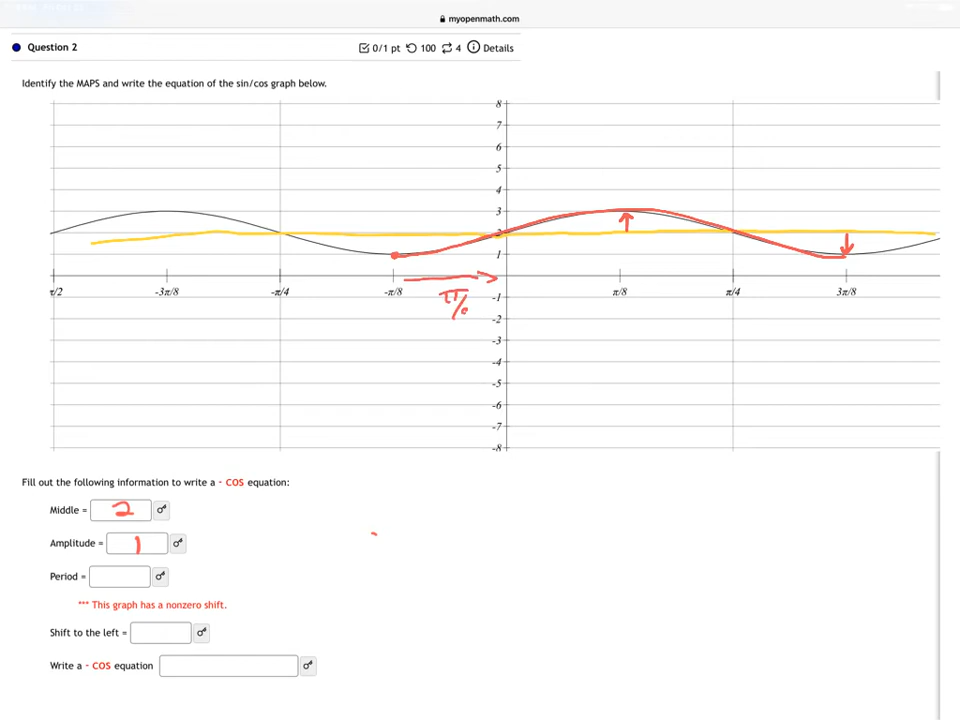 myopenmath.com
Question 2
0/1 pt 100 4 Details
Identify the MAPS and write the equation of the sin/cos graph below.
8
7
6
5
4
3
2
1
π/2 -3π/8 -π/4 -π/8 π/8 π/4 3π/8
-1
-2
-3
-4
-5
-6
-7
-8
Fill out the following information to write a - COS equation:
Middle = 2
Amplitude = 1
Period =
*** This graph has a nonzero shift.
Shift to the left =
Write a - COS equation